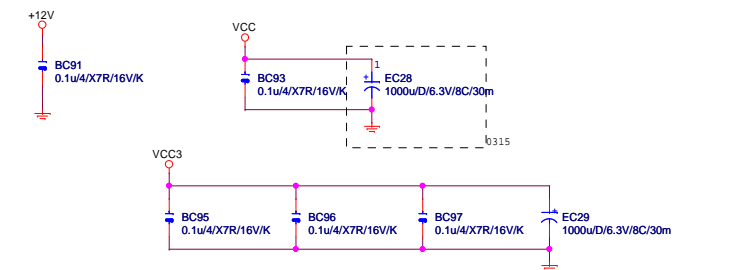 +12V
BC91
0.1u/4/X7R/16V/K
VCC
BC93
0.1u/4/X7R/16V/K
1
+
EC28
1000u/D/6.3V/8C/30m
0315
VCC3
BC95
0.1u/4/X7R/16V/K
BC96
0.1u/4/X7R/16V/K
BC97
0.1u/4/X7R/16V/K
+
EC29
1000u/D/6.3V/8C/30m